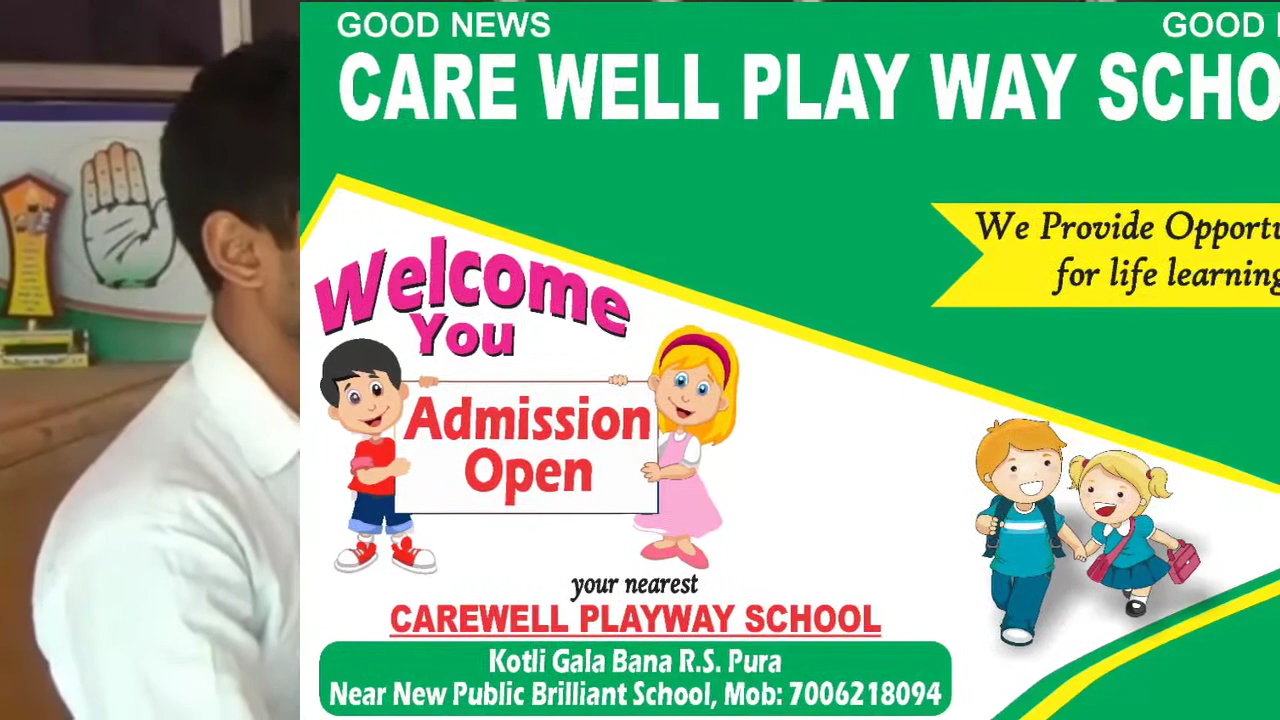 GOOD NEWS
GOOD
CARE WELL PLAY WAY SCHO
We Provide Opportu
for life learning
Welcome
You
Admission
Open
your nearest
CAREWELL PLAYWAY SCHOOL
Kotli Gala Bana R.S. Pura
Near New Public Brilliant School, Mob: 7006218094